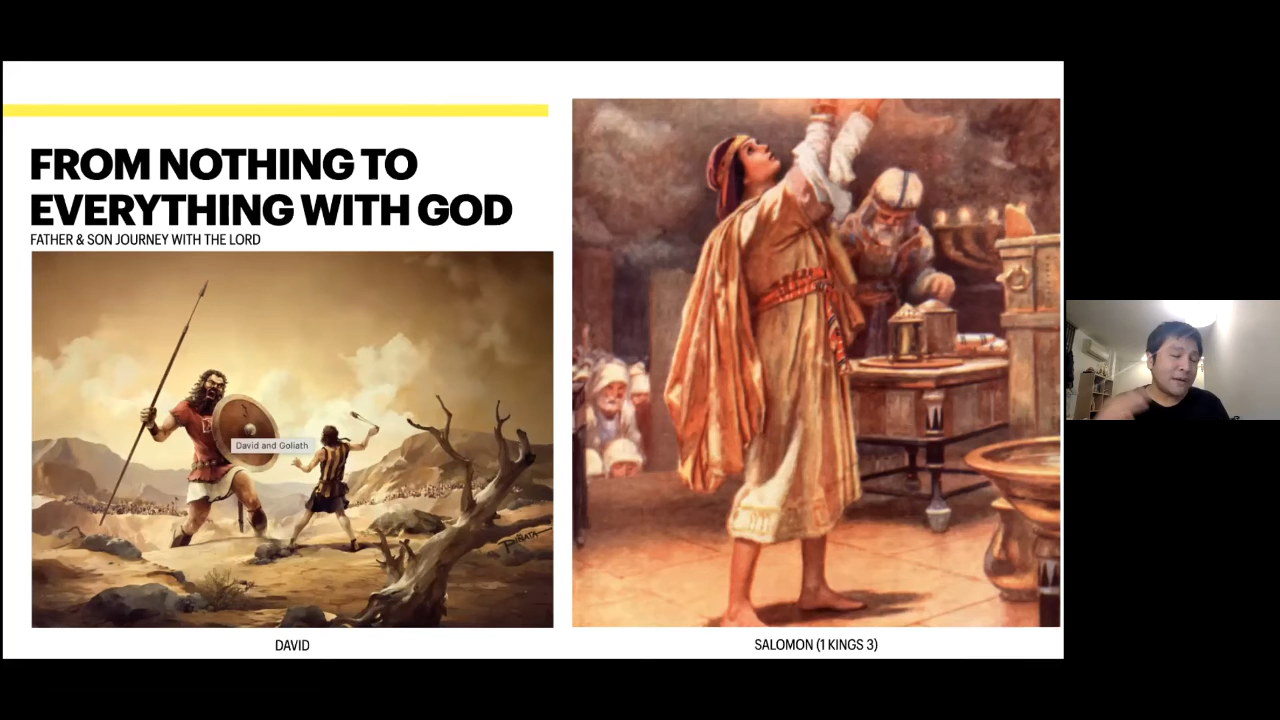 FROM NOTHING TO
EVERYTHING WITH GOD
FATHER & SON JOURNEY WITH THE LORD
David and Goliath
PIÑATA
DAVID
SALOMON (1 KINGS 3)